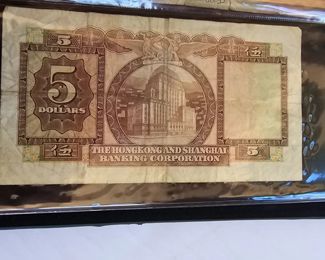 5
伍
5
DOLLARS
THE HONGKONG AND SHANGHAI
BANKING CORPORATION
伍
5